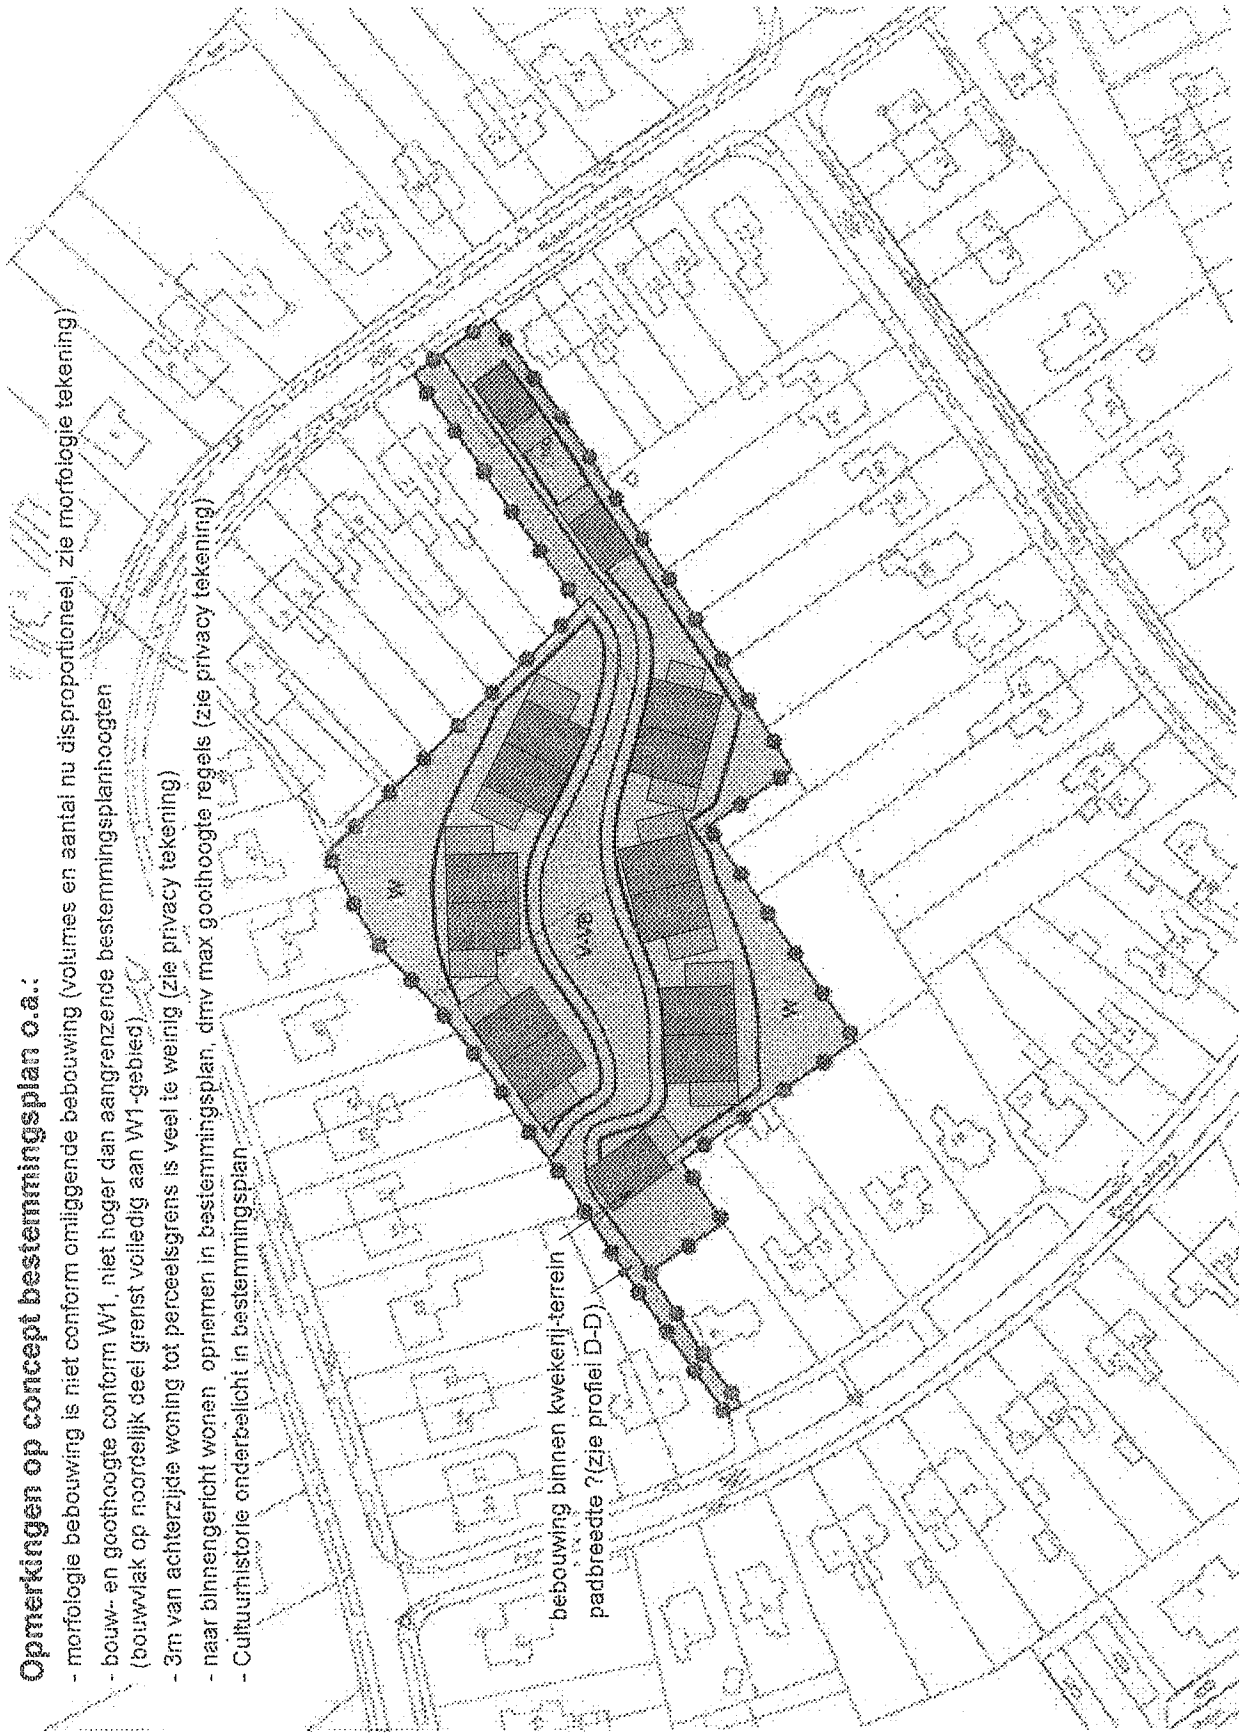 Opmerkingen op concept bestemmingsplan o.a.:
- morfologie bebouwing is niet conform omliggende bebouwing (volumes en aantal nu disproportioneel, zie morfologie tekening)
- bouw- en goothoogte conform W1, niet hoger dan aangrenzende bestemmingsplanhoogten
(bouwvlak op noordelijk deel grenst volledig aan W1-gebied)
- 3m van achterzijde woning tot perceelsgrens is veel te weinig (zie privacy tekening)
- naar binnengericht wonen opnemen in bestemmingsplan, dmv max goothoogte regels (zie privacy tekening)
- Cultuurhistorie onderbelicht in bestemmingsplan
W
W
bebouwing binnen kwekerij-terrein
padbreedte ?(zie profiel D-D)